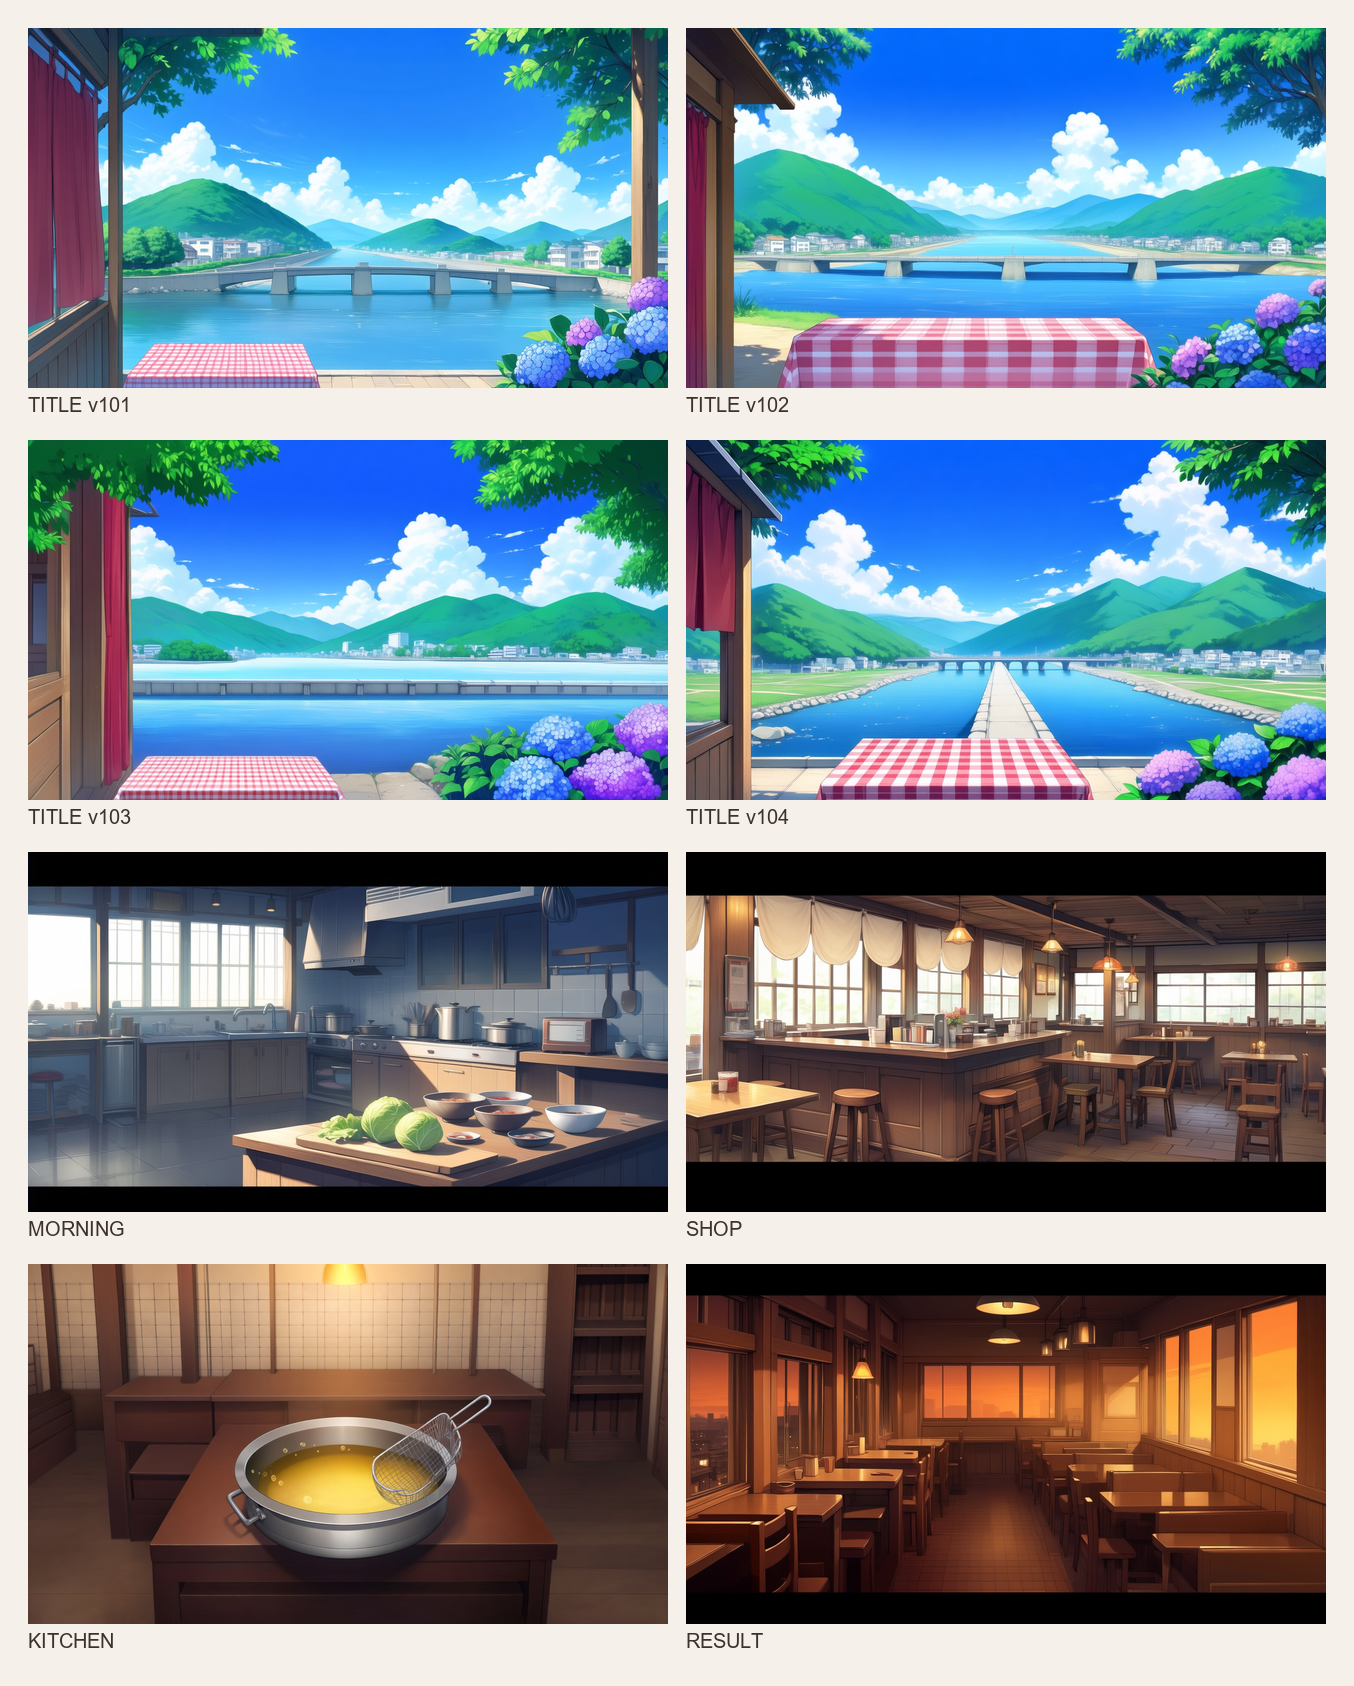 TITLE v101
TITLE v102
TITLE v103
TITLE v104
MORNING
SHOP
KITCHEN
RESULT